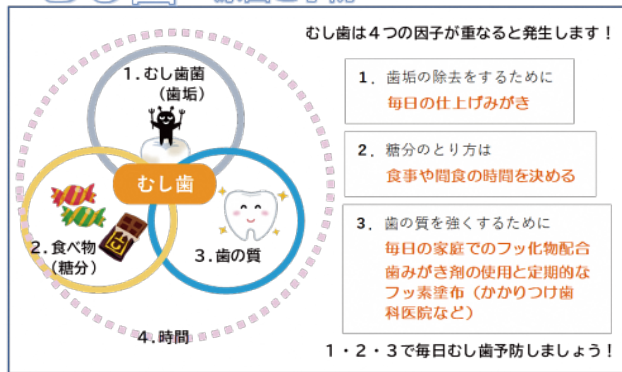 むし歯は４つの因子が重なると発生します！
1．むし歯菌
（歯垢）
むし歯
2．食べ物
（糖分）
3．歯の質
4．時間
1．歯垢の除去をするために
毎日の仕上げみがき
2．糖分のとり方は
食事や間食の時間を決める
3．歯の質を強くするために
毎日の家庭でのフッ化物配合
歯みがき剤の使用と定期的な
フッ素塗布（かかりつけ歯
科医院など）
1・2・3で毎日むし歯予防しましょう！